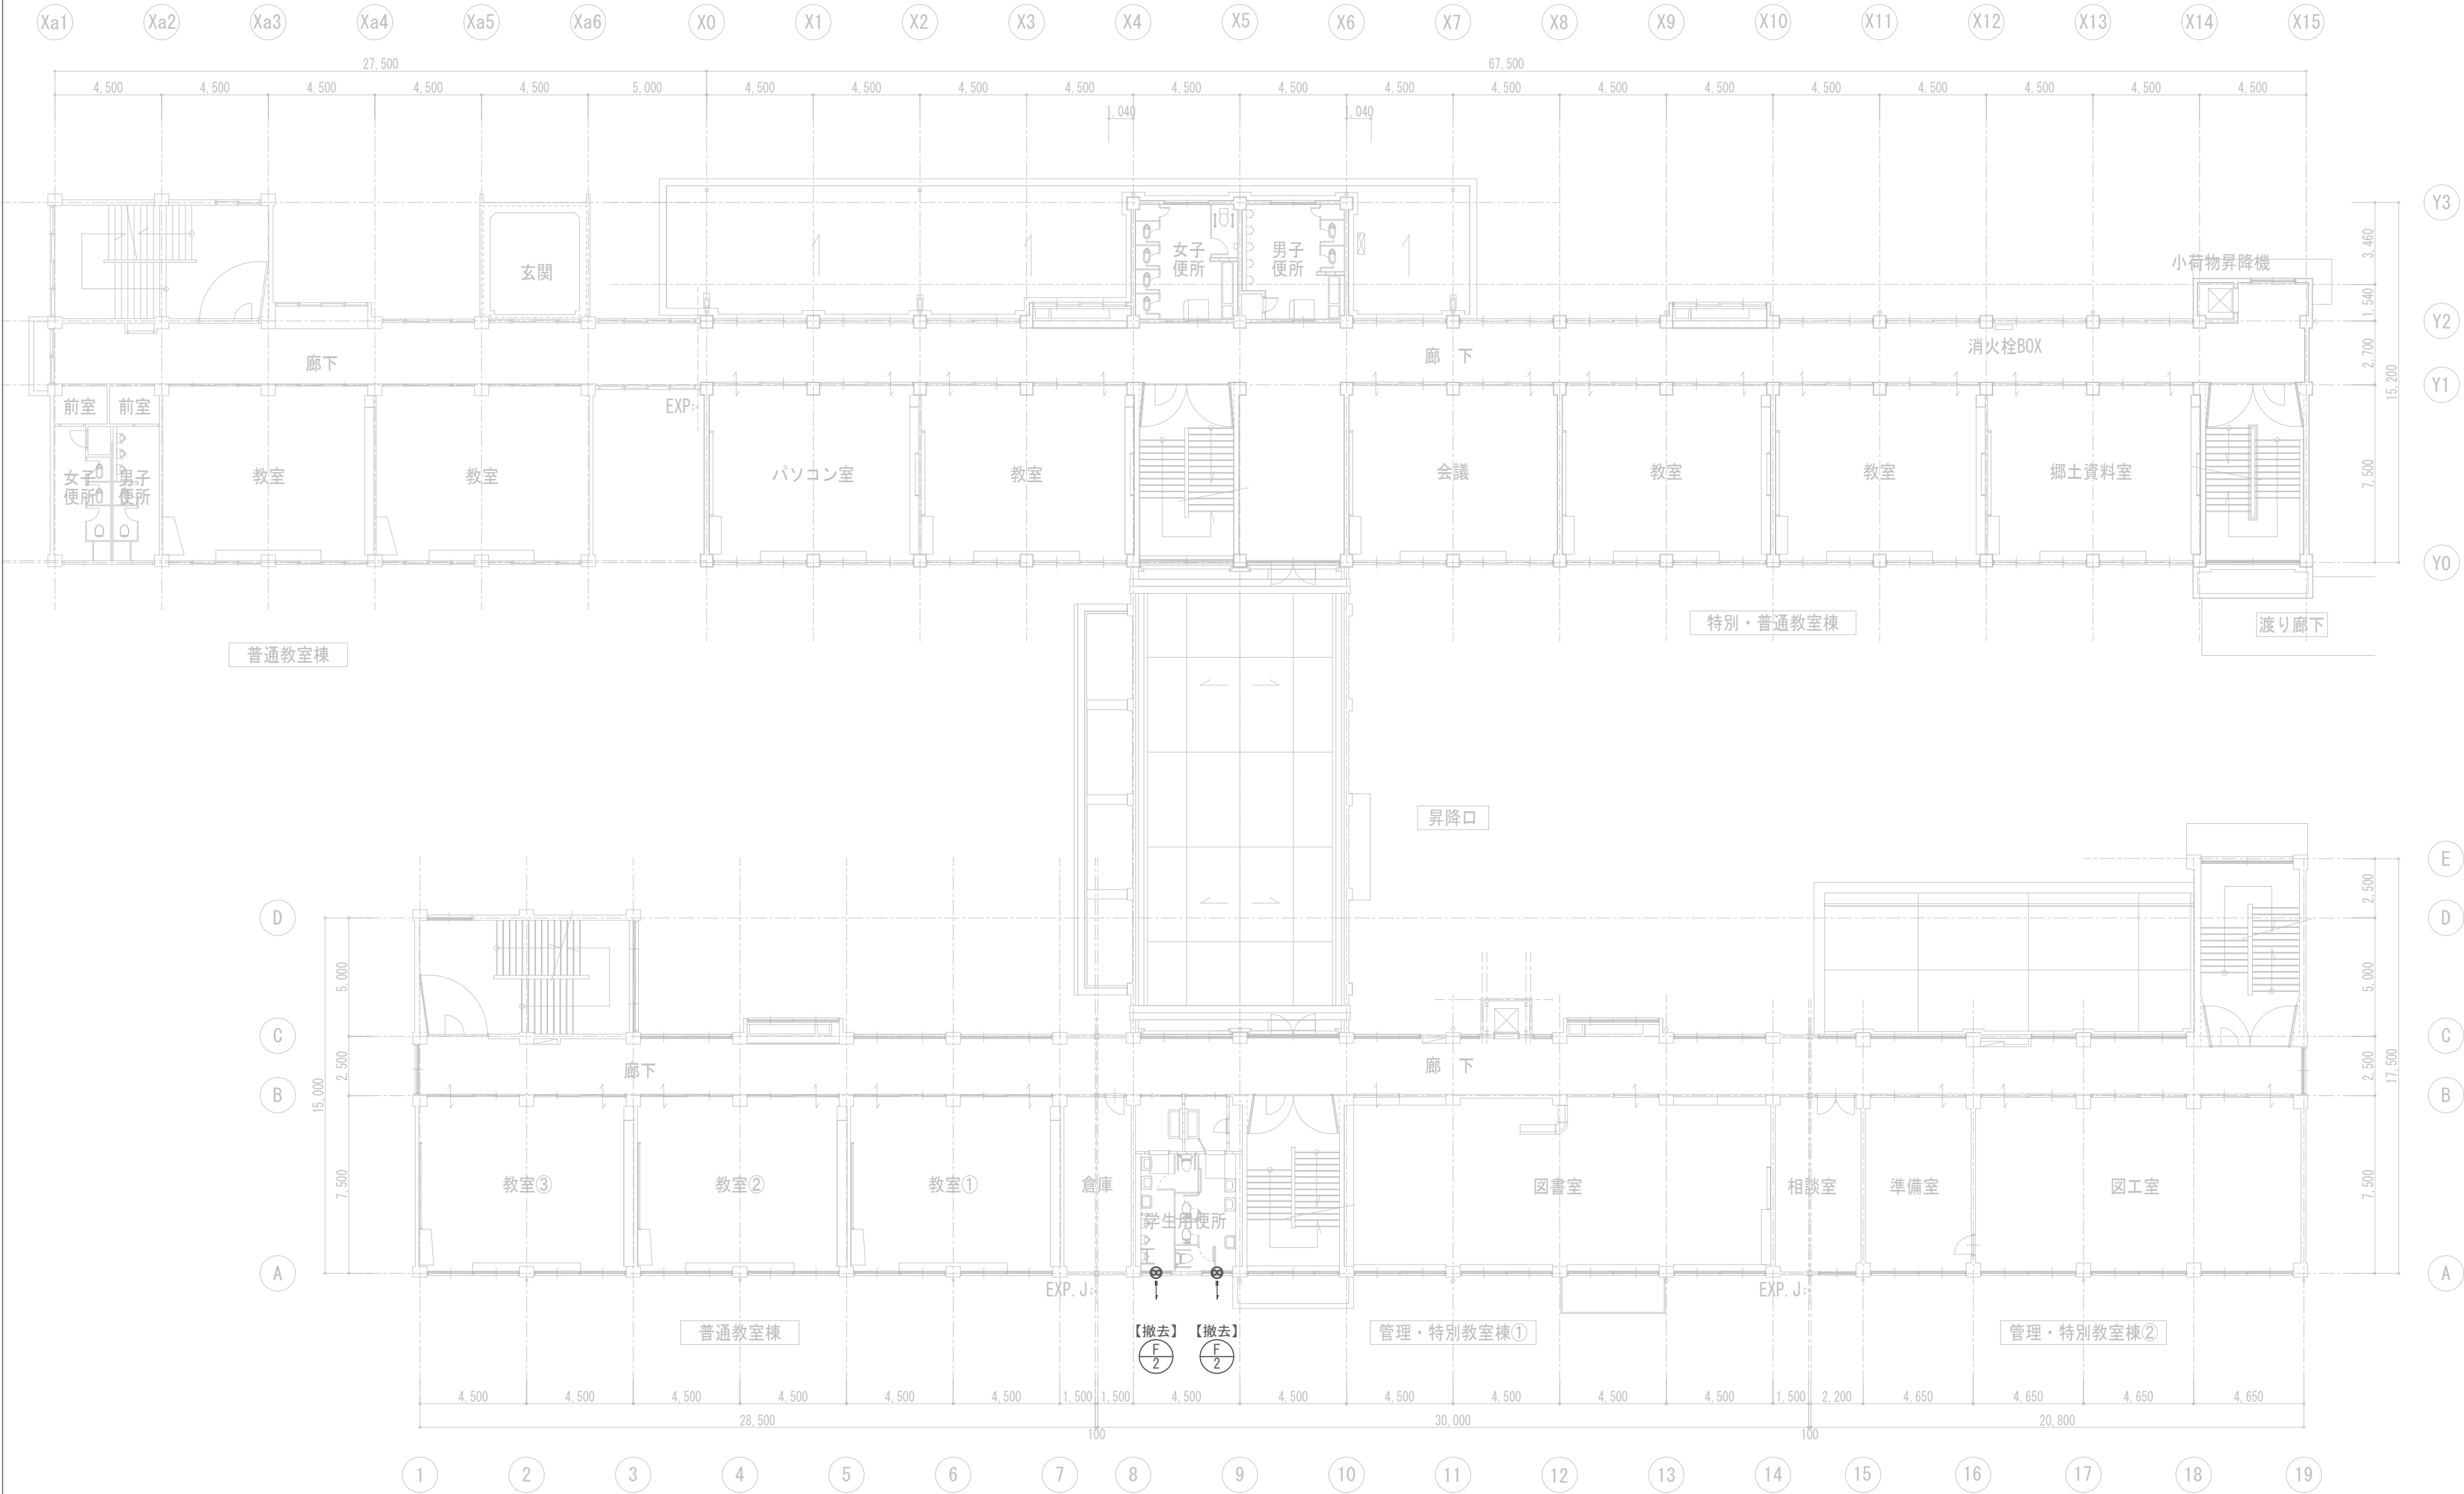 Xa1 Xa2 Xa3 Xa4 Xa5 Xa6 X0 X1 X2 X3 X4 X5 X6 X7 X8 X9 X10 X11 X12 X13 X14 X15
27,500 67,500
4,500 4,500 4,500 4,500 4,500 5,000 4,500 4,500 4,500 4,500 4,500 4,500 4,500 4,500 4,500 4,500 4,500 4,500 4,500 4,500 4,500
1,040 1,040
Y3
3,460
女子
便所
男子
便所
玄関
小荷物昇降機
1,540
Y2
廊下
廊 下
消火栓BOX
2,700
15,200
Y1
前室 前室
EXP.
女子
便所
男子
便所
教室
教室
パソコン室
教室
会議
教室
教室
郷土資料室
7,500
Y0
普通教室棟
特別・普通教室棟
渡り廊下
昇降口
E
2,500
D D
5,000 5,000
C C
廊下
廊 下
2,500 2,500
15,000 17,500
B B
教室③
教室②
教室①
倉庫
学生用便所
図書室
相談室
準備室
図工室
7,500 7,500
A A
EXP.J
EXP.J
【撤去】 【撤去】
F F
2 2
普通教室棟
管理・特別教室棟①
管理・特別教室棟②
4,500 4,500 4,500 4,500 4,500 4,500 1,500 1,500 4,500 4,500 4,500 4,500 4,500 4,500 1,500 2,200 4,650 4,650 4,650 4,650
28,500 30,000 20,800
100 100
1 2 3 4 5 6 7 8 9 10 11 12 13 14 15 16 17 18 19